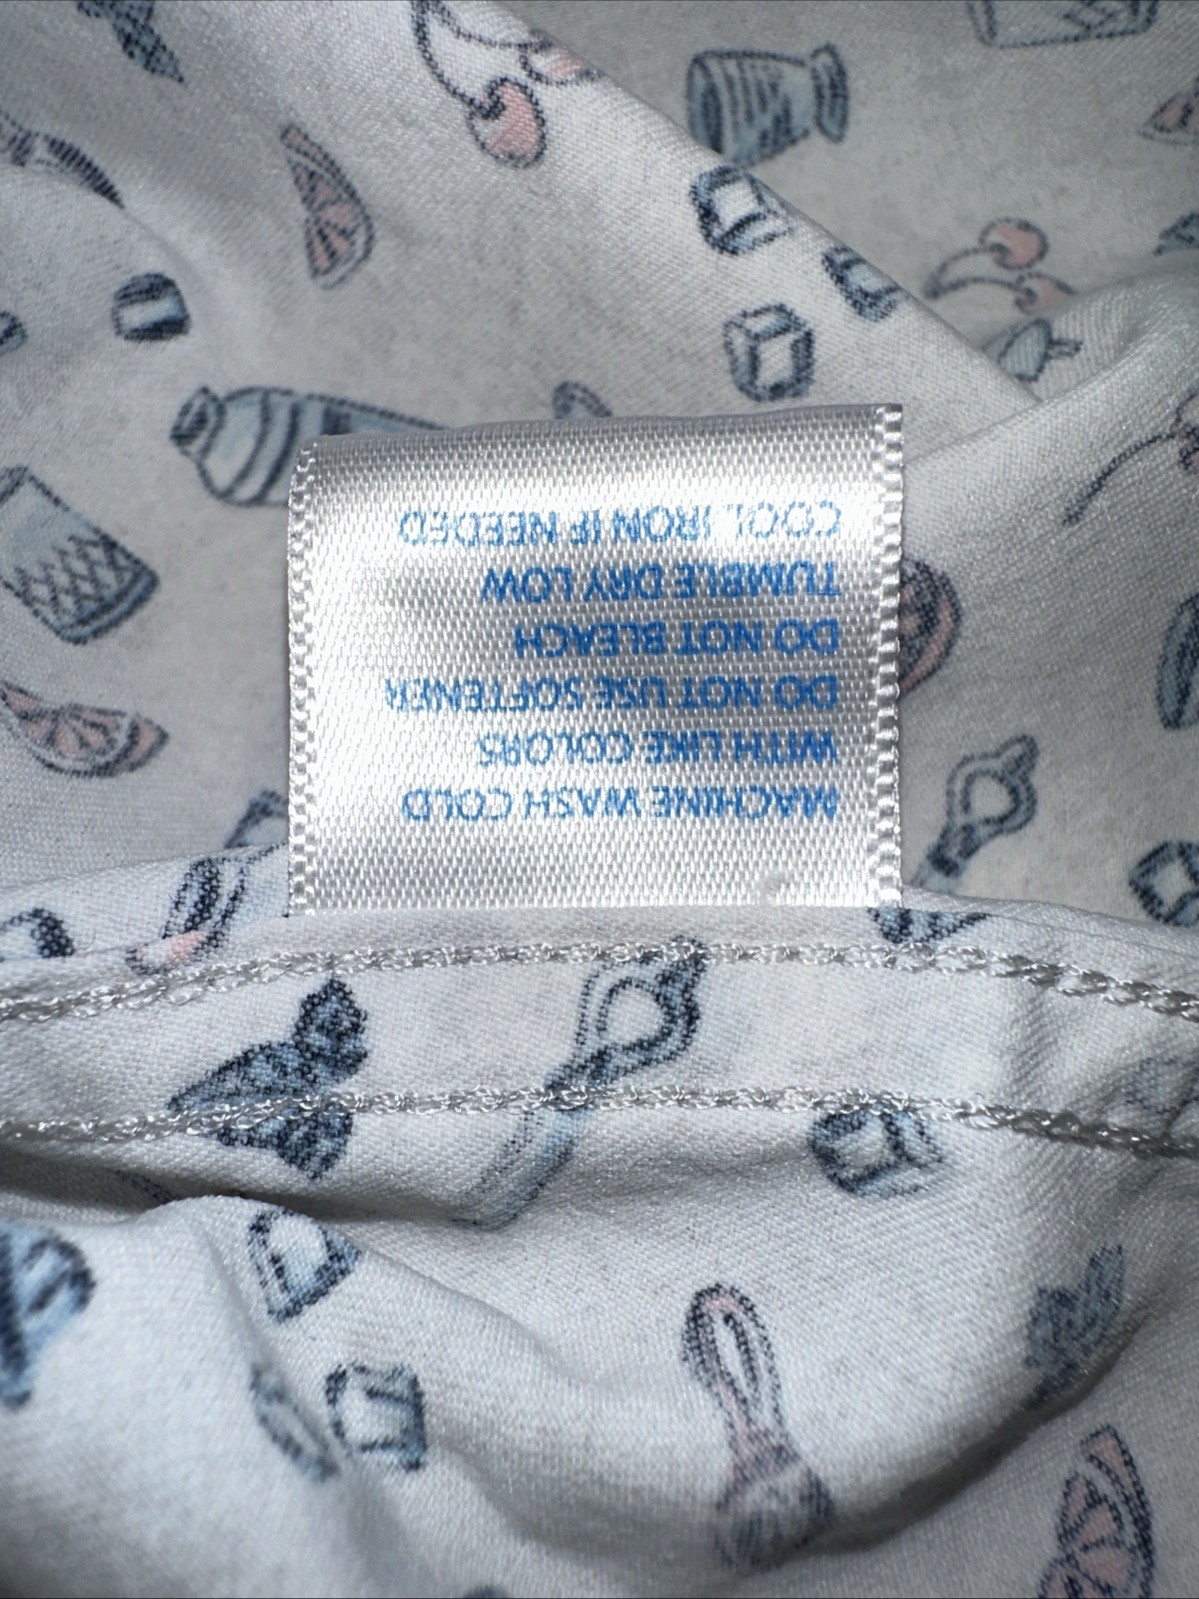 MACHINE WASH COLD
WITH LIKE COLORS
DO NOT USE SOFTENER
DO NOT BLEACH
TUMBLE DRY LOW
COOL IRON IF NEEDED